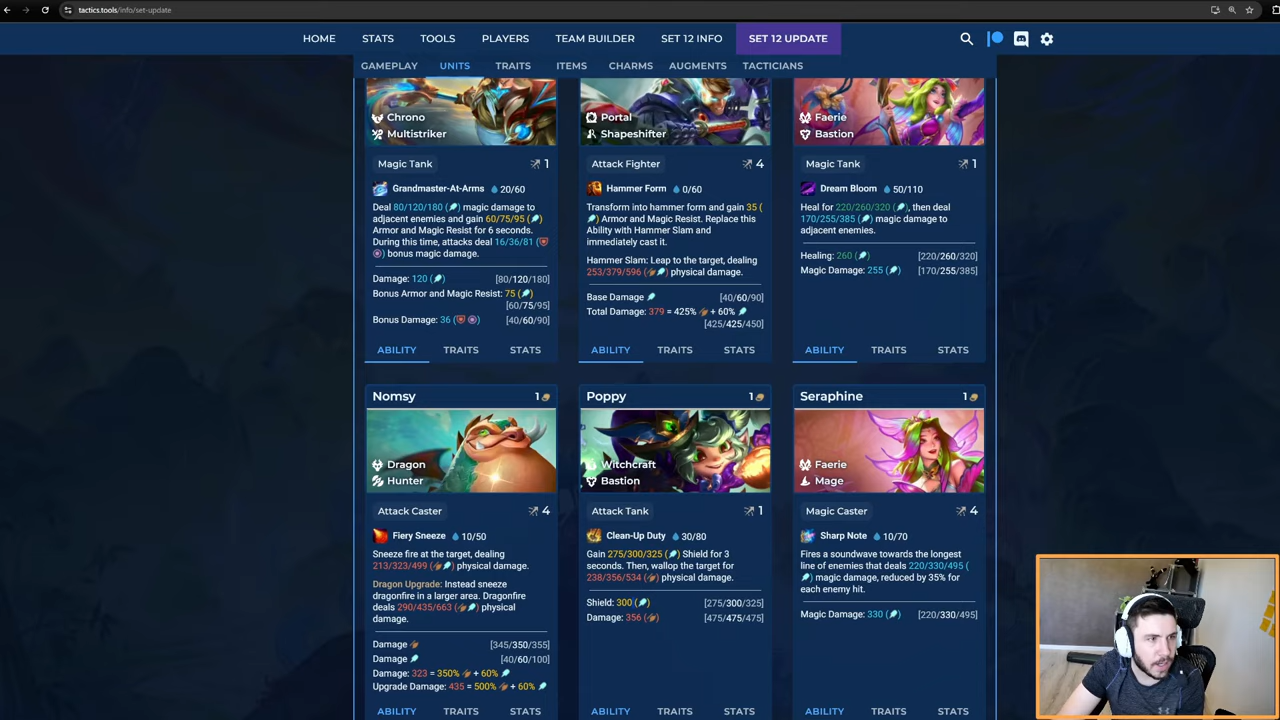 tactics.tools/info/set-update
HOME STATS TOOLS PLAYERS TEAM BUILDER SET 12 INFO SET 12 UPDATE
GAMEPLAY UNITS TRAITS ITEMS CHARMS AUGMENTS TACTICIANS
Chrono
Multistriker
Magic Tank 1
Grandmaster-At-Arms 20/60
Deal 80/120/180 ( ) magic damage to
adjacent enemies and gain 60/75/95 ( )
Armor and Magic Resist for 6 seconds.
During this time, attacks deal 16/36/81 (
) bonus magic damage.
Damage: 120 ( ) [80/120/180]
Bonus Armor and Magic Resist: 75 ( )
[60/75/95]
Bonus Damage: 36 ( ) [40/60/90]
ABILITY TRAITS STATS
Portal
Shapeshifter
Attack Fighter 4
Hammer Form 0/60
Transform into hammer form and gain 35 (
) Armor and Magic Resist. Replace this
Ability with Hammer Slam and
immediately cast it.
Hammer Slam: Leap to the target, dealing
253/379/596 ( ) physical damage.
Base Damage [40/60/90]
Total Damage: 379 = 425% + 60%
[425/425/450]
ABILITY TRAITS STATS
Faerie
Bastion
Magic Tank 1
Dream Bloom 50/110
Heal for 220/260/320 ( ), then deal
170/255/385 ( ) magic damage to
adjacent enemies.
Healing: 260 ( ) [220/260/320]
Magic Damage: 255 ( ) [170/255/385]
ABILITY TRAITS STATS
Nomsy 1
Dragon
Hunter
Attack Caster 4
Fiery Sneeze 10/50
Sneeze fire at the target, dealing
213/323/499 ( ) physical damage.
Dragon Upgrade: Instead sneeze
dragonfire in a larger area. Dragonfire
deals 290/435/663 ( ) physical
damage.
Damage [345/350/355]
Damage [40/60/100]
Damage: 323 = 350% + 60%
Upgrade Damage: 435 = 500% + 60%
ABILITY TRAITS STATS
Poppy 1
Witchcraft
Bastion
Attack Tank 1
Clean-Up Duty 30/80
Gain 275/300/325 ( ) Shield for 3
seconds. Then, wallop the target for
238/356/534 ( ) physical damage.
Shield: 300 ( ) [275/300/325]
Damage: 356 ( ) [475/475/475]
ABILITY TRAITS STATS
Seraphine 1
Faerie
Mage
Magic Caster 4
Sharp Note 10/70
Fires a soundwave towards the longest
line of enemies that deals 220/330/495 (
) magic damage, reduced by 35% for
each enemy hit.
Magic Damage: 330 ( ) [220/330/495]
ABILITY TRAITS STATS